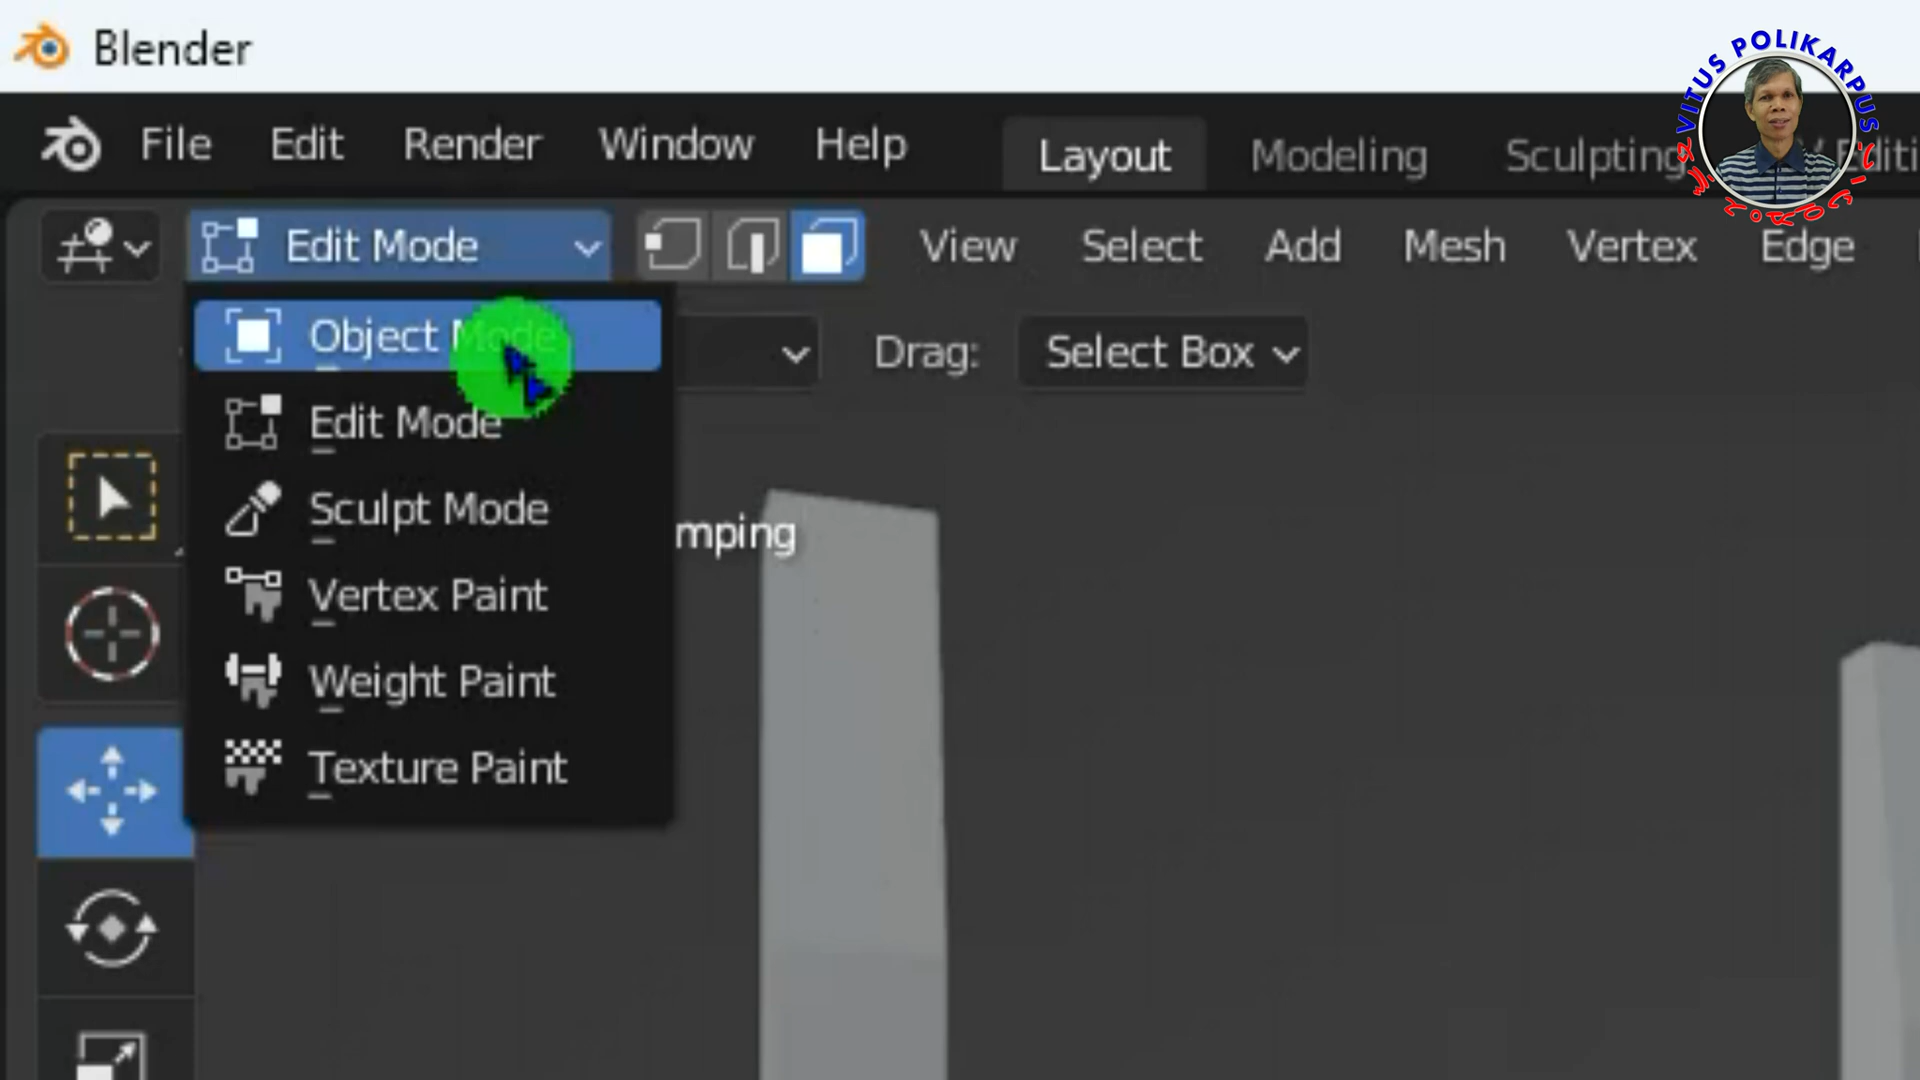 Blender
File Edit Render Window Help Layout Modeling Sculpting
VITUS POLIKARPUS
Edit Mode View Select Add Mesh Vertex Edge
Object Mode
Drag: Select Box
Edit Mode
Sculpt Mode
mping
Vertex Paint
Weight Paint
Texture Paint